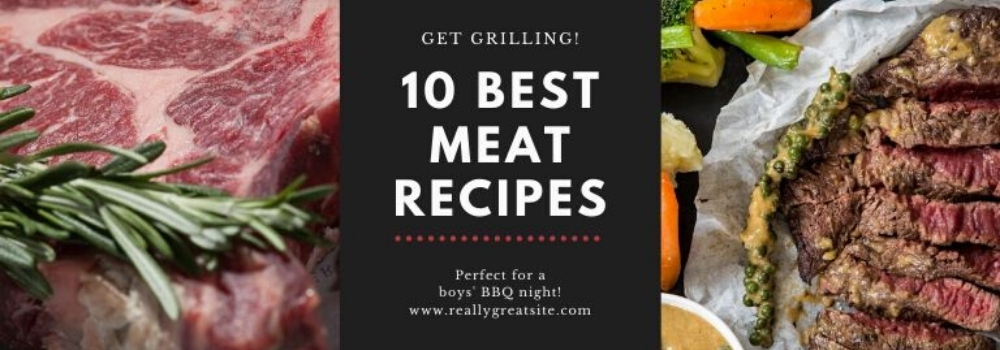 GET GRILLING!
10 BEST
MEAT
RECIPES
Perfect for a
boys' BBQ night!
www.reallygreatsite.com